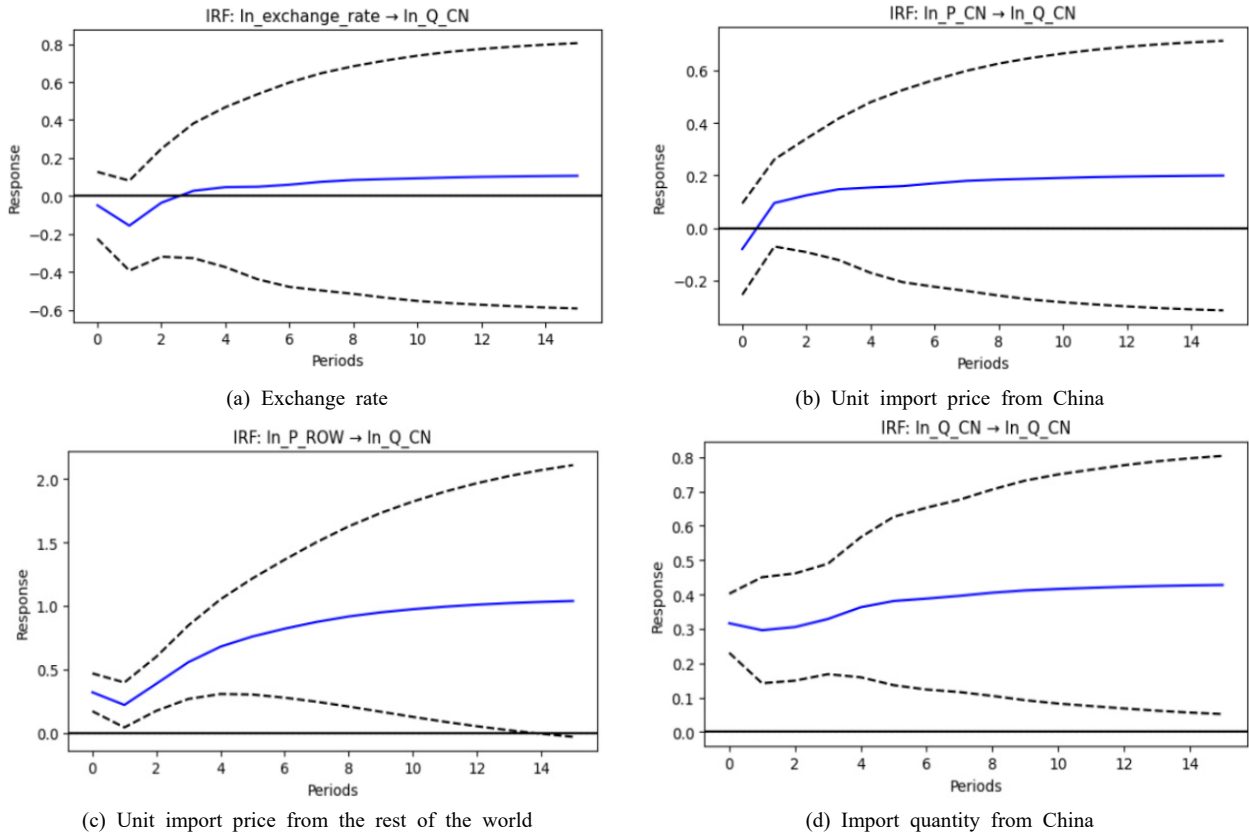 IRF: ln_exchange_rate → ln_Q_CN
Response
0.8
0.6
0.4
0.2
0.0
−0.2
−0.4
−0.6
0 2 4 6 8 10 12 14
Periods
(a) Exchange rate
IRF: ln_P_CN → ln_Q_CN
Response
0.6
0.4
0.2
0.0
−0.2
0 2 4 6 8 10 12 14
Periods
(b) Unit import price from China
IRF: ln_P_ROW → ln_Q_CN
Response
2.0
1.5
1.0
0.5
0.0
0 2 4 6 8 10 12 14
Periods
(c) Unit import price from the rest of the world
IRF: ln_Q_CN → ln_Q_CN
Response
0.8
0.7
0.6
0.5
0.4
0.3
0.2
0.1
0.0
0 2 4 6 8 10 12 14
Periods
(d) Import quantity from China